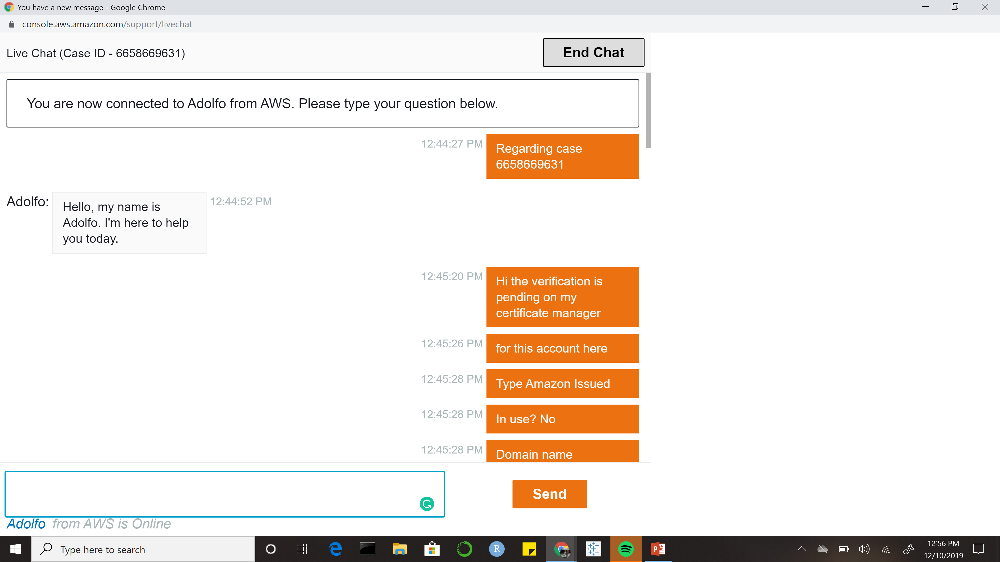 You have a new message - Google Chrome
console.aws.amazon.com/support/livechat
Live Chat (Case ID - 6658669631)
End Chat
You are now connected to Adolfo from AWS. Please type your question below.
12:44:27 PM
Regarding case
6658669631
Adolfo:
Hello, my name is
Adolfo. I'm here to help
you today.
12:44:52 PM
12:45:20 PM
Hi the verification is
pending on my
certificate manager
12:45:26 PM
for this account here
12:45:28 PM
Type Amazon Issued
12:45:28 PM
In use? No
12:45:28 PM
Domain name
Send
Adolfo from AWS is Online
Type here to search
R
P
12:56 PM
12/10/2019